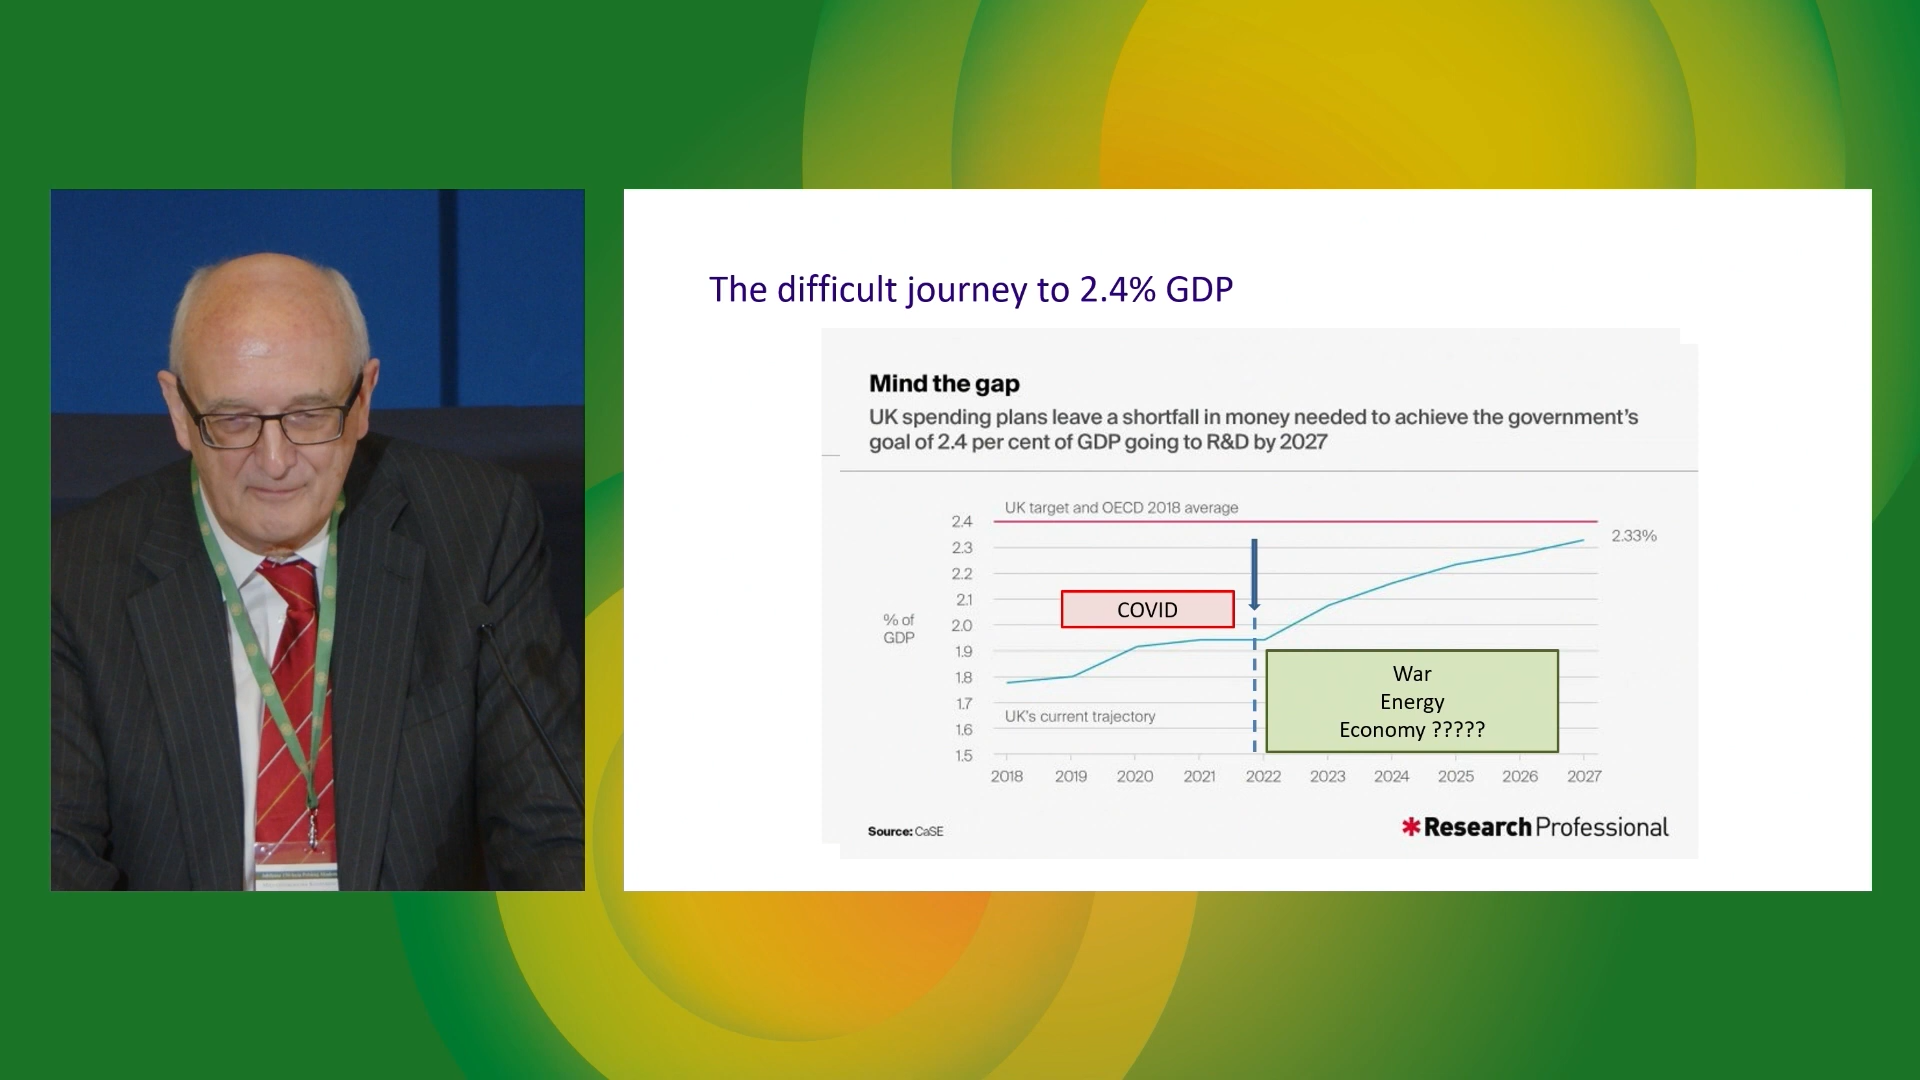 The difficult journey to 2.4% GDP
Mind the gap
UK spending plans leave a shortfall in money needed to achieve the government’s
goal of 2.4 per cent of GDP going to R&D by 2027
UK target and OECD 2018 average
2.4
2.33%
2.3
2.2
2.1
COVID
% of
GDP
2.0
1.9
1.8
War
Energy
Economy ?????
1.7
UK’s current trajectory
1.6
1.5
2018 2019 2020 2021 2022 2023 2024 2025 2026 2027
Source: CaSE
*Research Professional